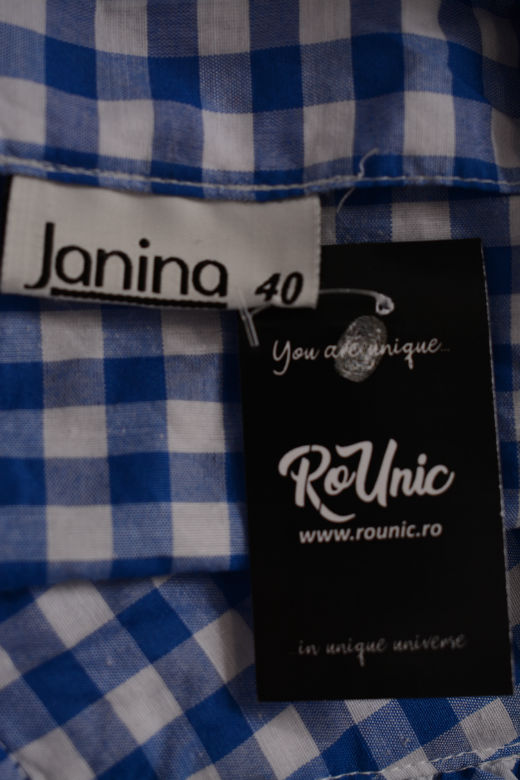 Janina 40
You are unique...
RoUnic
www.rounic.ro
...in unique universe